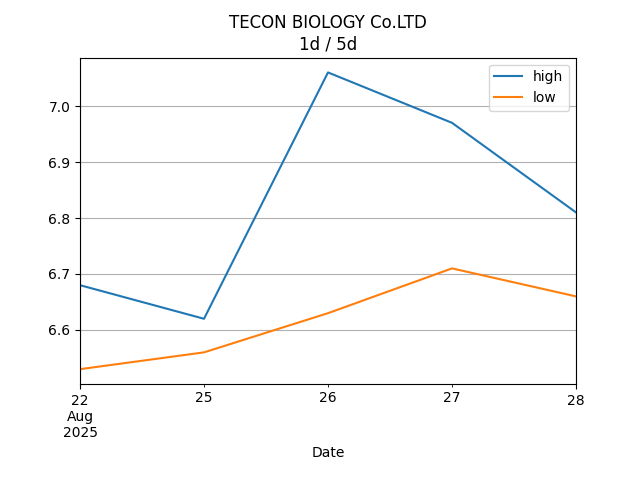 TECON BIOLOGY Co.LTD
1d / 5d
high
low
7.0
6.9
6.8
6.7
6.6
22 25 26 27 28
Aug
2025
Date